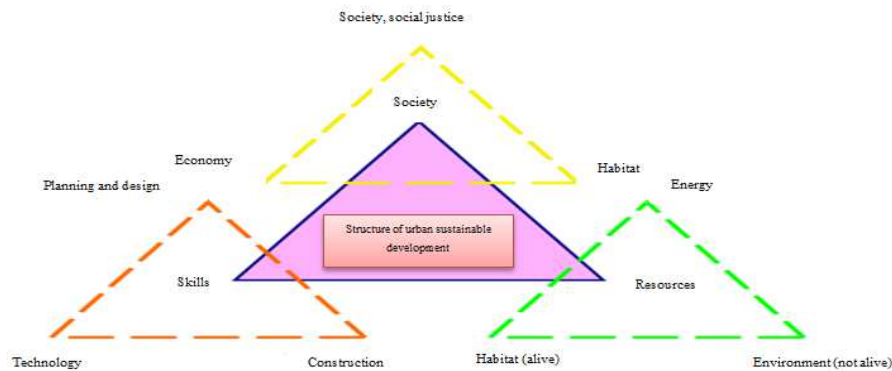 Society, social justice
Society
Economy
Habitat
Planning and design
Energy
Structure of urban sustainable
development
Skills
Resources
Technology
Construction
Habitat (alive)
Environment (not alive)